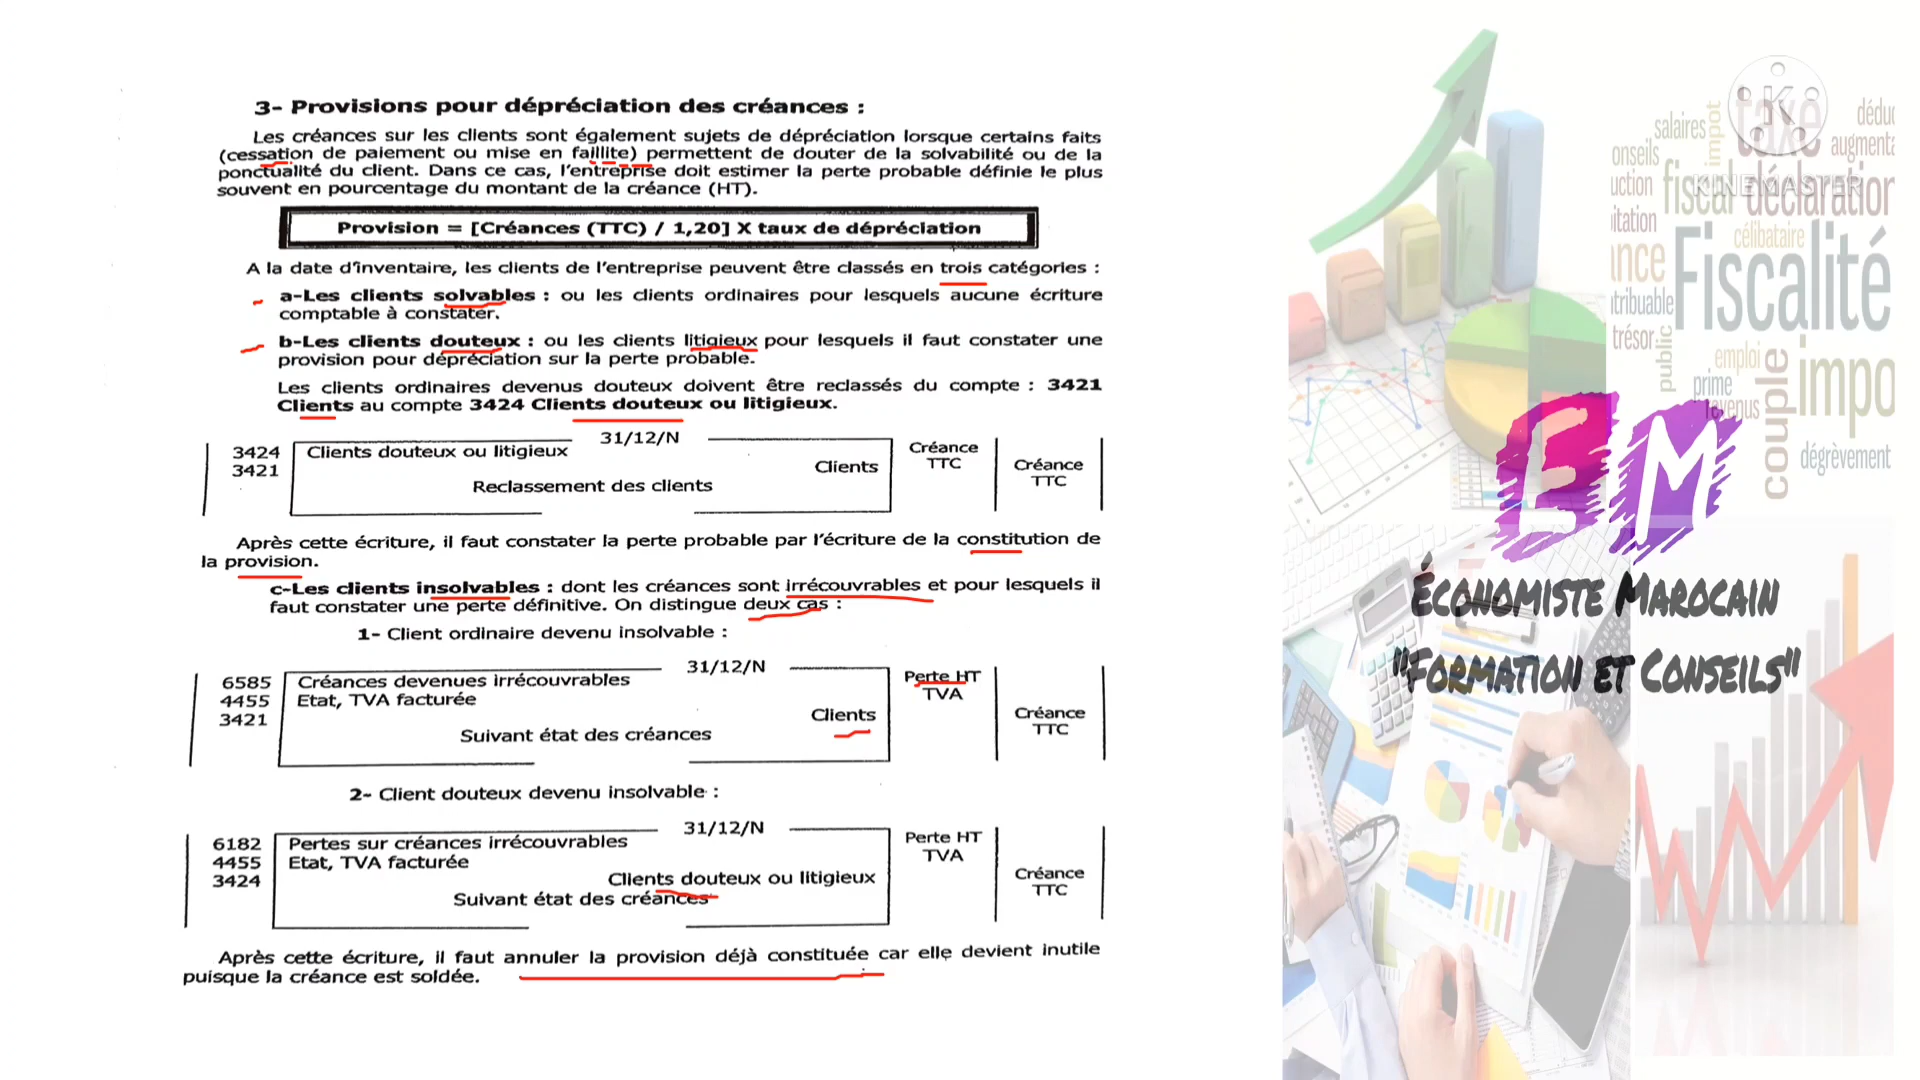 3- Provisions pour dépréciation des créances :
Les créances sur les clients sont également sujets de dépréciation lorsque certains faits
(cessation de paiement ou mise en faillite) permettent de douter de la solvabilité ou de la
ponctualité du client. Dans ce cas, l'entreprise doit estimer la perte probable définie le plus
souvent en pourcentage du montant de la créance (HT).
Provision = [Créances (TTC) / 1,20] X taux de dépréciation
A la date d'inventaire, les clients de l'entreprise peuvent être classés en trois catégories :
a-Les clients solvables : ou les clients ordinaires pour lesquels aucune écriture
comptable à constater.
b-Les clients douteux : ou les clients litigieux pour lesquels il faut constater une
provision pour dépréciation sur la perte probable.
Les clients ordinaires devenus douteux doivent être reclassés du compte : 3421
Clients au compte 3424 Clients douteux ou litigieux.
31/12/N
3424 Clients douteux ou litigieux Créance TTC
3421 Clients Créance TTC
Reclassement des clients
Après cette écriture, il faut constater la perte probable par l'écriture de la constitution de
la provision.
c-Les clients insolvables : dont les créances sont irrécouvrables et pour lesquels il
faut constater une perte définitive. On distingue deux cas :
1- Client ordinaire devenu insolvable :
31/12/N
6585 Créances devenues irrécouvrables Perte HT
4455 Etat, TVA facturée TVA
3421 Clients Créance TTC
Suivant état des créances
2- Client douteux devenu insolvable :
31/12/N
6182 Pertes sur créances irrécouvrables Perte HT
4455 Etat, TVA facturée TVA
3424 Clients douteux ou litigieux Créance TTC
Suivant état des créances
Après cette écriture, il faut annuler la provision déjà constituée car elle devient inutile
puisque la créance est soldée.
K
KINEMASTER
salaires
impot
taxe
déduc
augmenta
onseils
uction
fiscal
déclaration
itation
célibataire
ance
Fiscalité
tribuable
trésor
public
emploi
impo
prime
revenus
couple
dégrèvement
EM
Économiste Marocain
"Formation et Conseils"